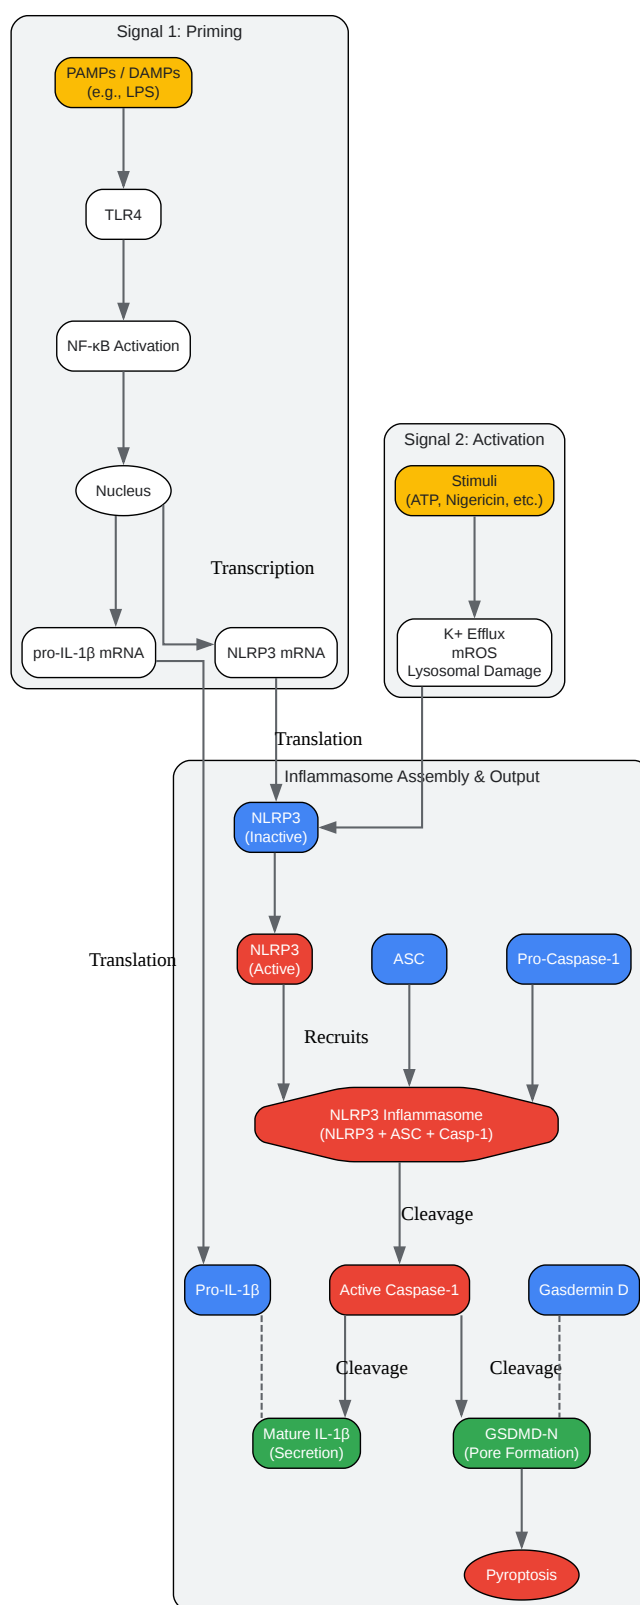 Signal 1: Priming
PAMPs / DAMPs
(e.g., LPS)
TLR4
NF-κB Activation
Nucleus
Transcription
pro-IL-1β mRNA
NLRP3 mRNA
Signal 2: Activation
Stimuli
(ATP, Nigericin, etc.)
K+ Efflux
mROS
Lysosomal Damage
Translation
Inflammasome Assembly & Output
NLRP3
(Inactive)
NLRP3
(Active)
ASC
Pro-Caspase-1
Translation
Recruits
NLRP3 Inflammasome
(NLRP3 + ASC + Casp-1)
Cleavage
Pro-IL-1β
Active Caspase-1
Gasdermin D
Cleavage
Cleavage
Mature IL-1β
(Secretion)
GSDMD-N
(Pore Formation)
Pyroptosis